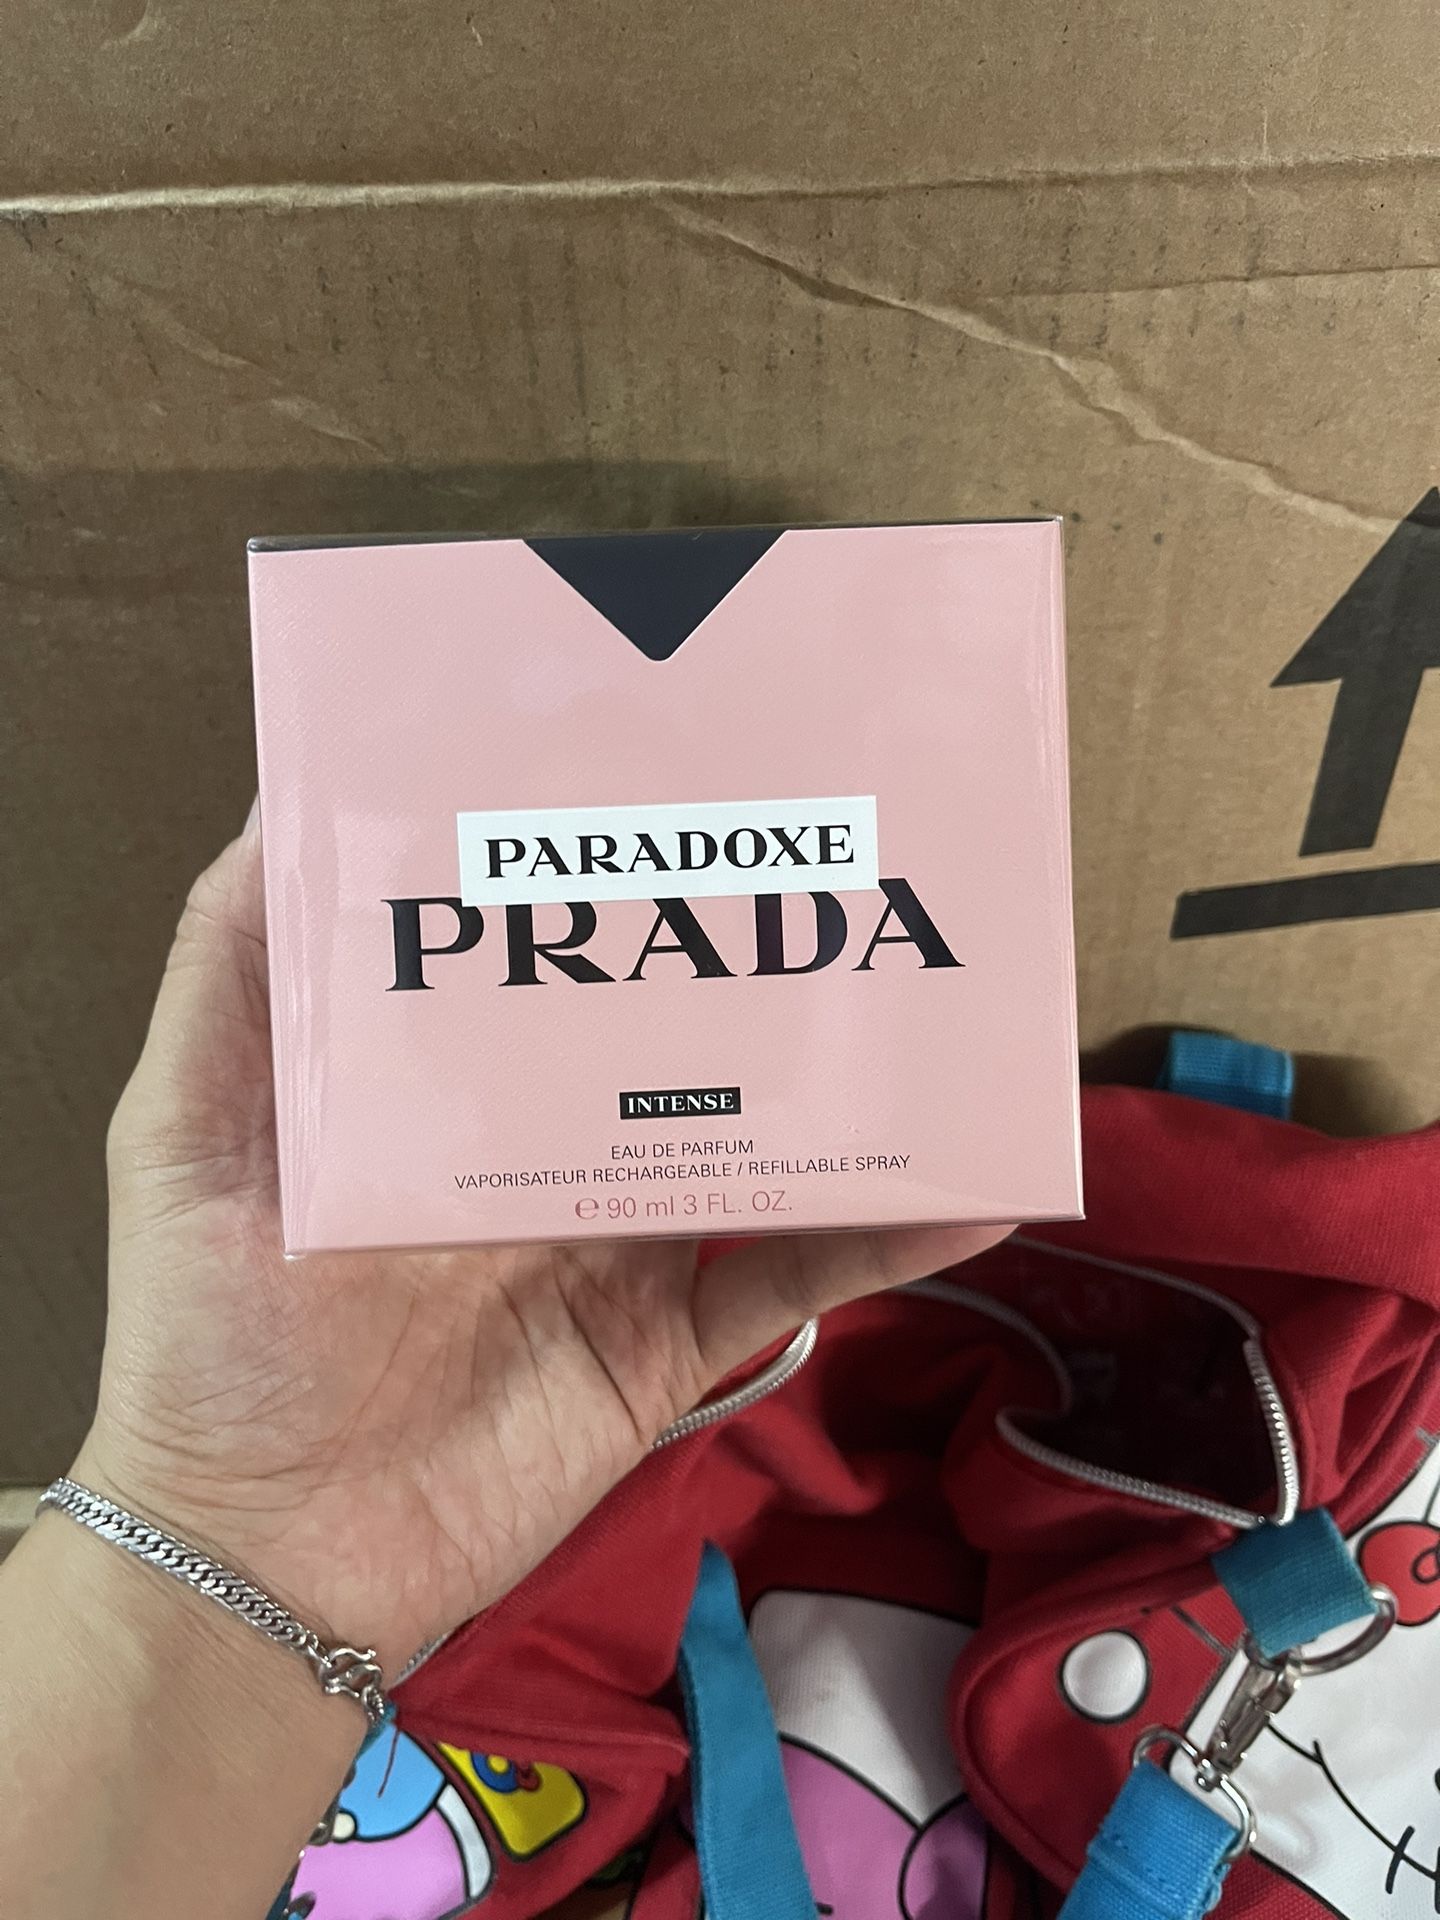 PARADOXE
PRADA
INTENSE
EAU DE PARFUM
VAPORISATEUR RECHARGEABLE / REFILLABLE SPRAY
℮ 90 ml 3 FL. OZ.